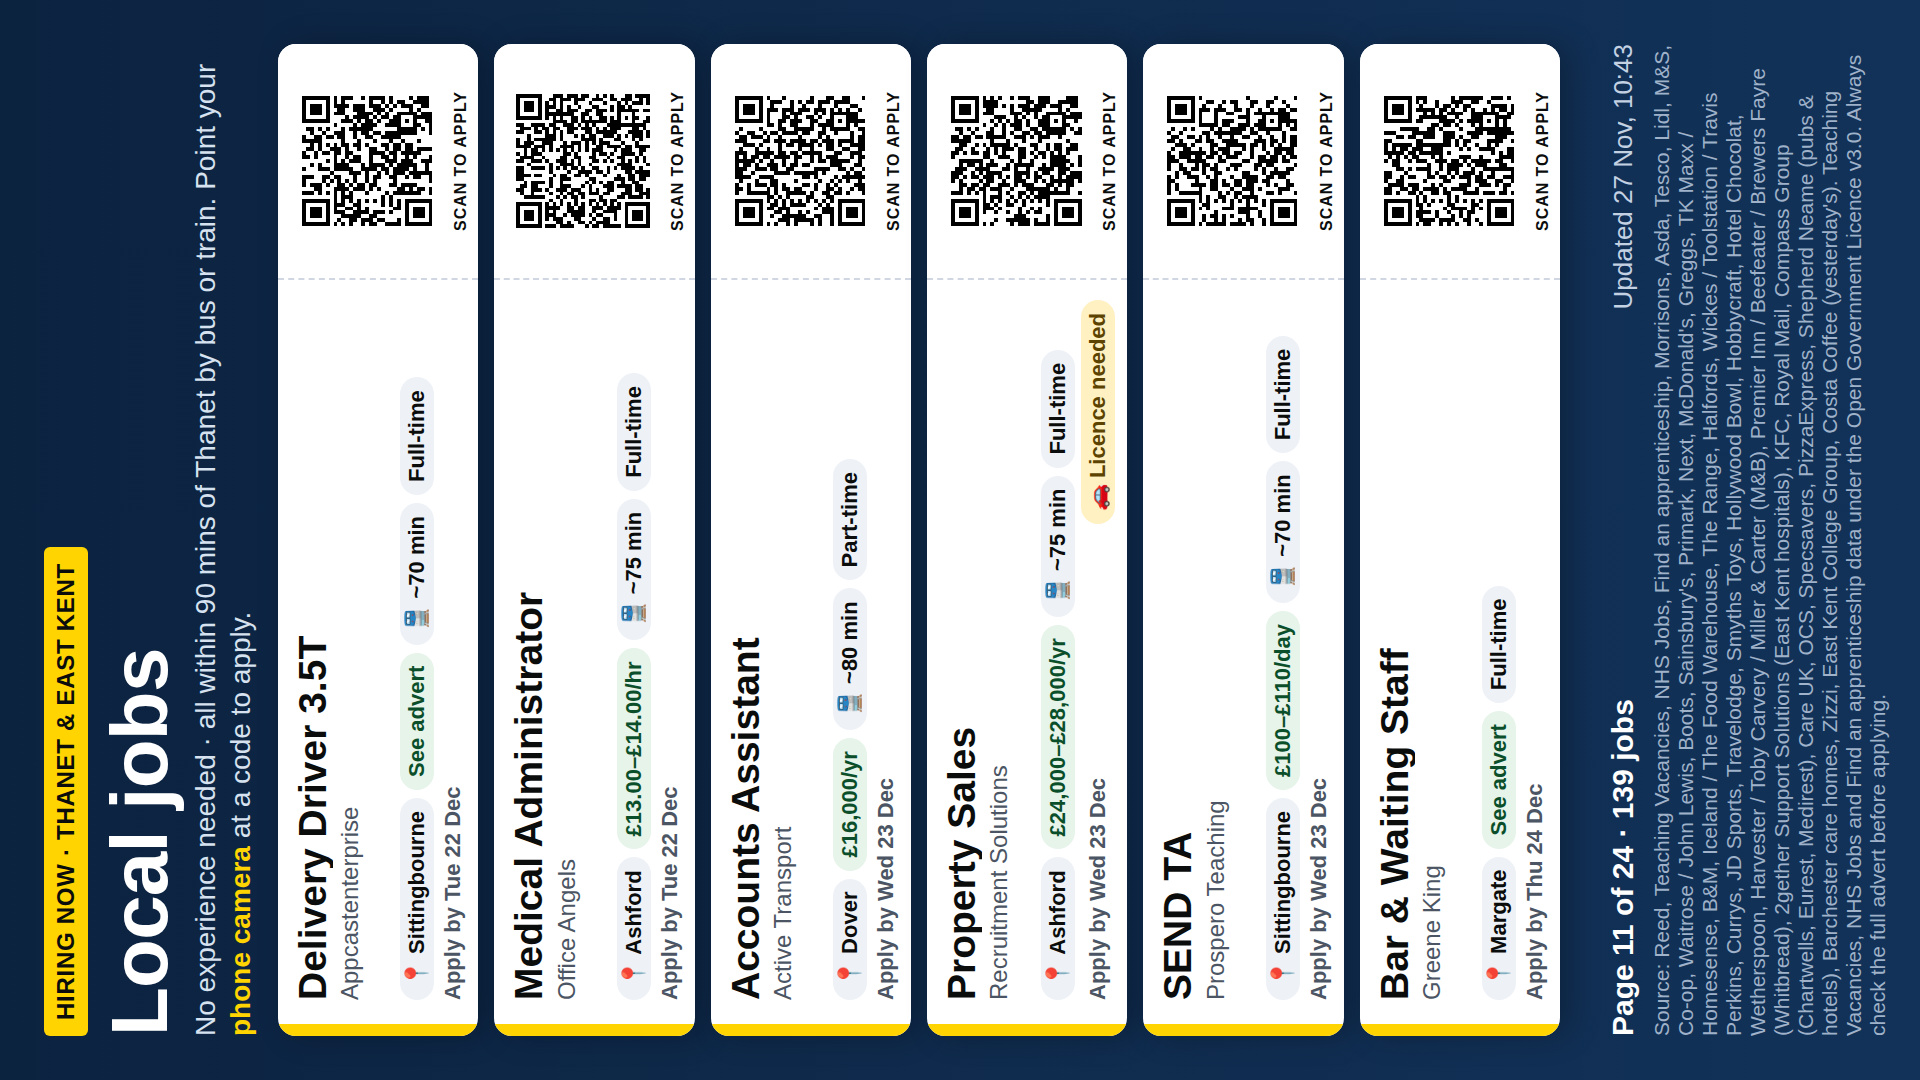 HIRING NOW · THANET & EAST KENT
Local jobs
No experience needed · all within 90 mins of Thanet by bus or train. Point your
phone camera at a code to apply.
Delivery Driver 3.5T
Appcastenterprise
📍 Sittingbourne See advert 🚉 ~70 min Full-time
Apply by Tue 22 Dec
SCAN TO APPLY
Medical Administrator
Office Angels
📍 Ashford £13.00–£14.00/hr 🚉 ~75 min Full-time
Apply by Tue 22 Dec
SCAN TO APPLY
Accounts Assistant
Active Transport
📍 Dover £16,000/yr 🚉 ~80 min Part-time
Apply by Wed 23 Dec
SCAN TO APPLY
Property Sales
Recruitment Solutions
📍 Ashford £24,000–£28,000/yr 🚉 ~75 min Full-time
Apply by Wed 23 Dec 🚗 Licence needed
SCAN TO APPLY
SEND TA
Prospero Teaching
📍 Sittingbourne £100–£110/day 🚉 ~70 min Full-time
Apply by Wed 23 Dec
SCAN TO APPLY
Bar & Waiting Staff
Greene King
📍 Margate See advert Full-time
Apply by Thu 24 Dec
SCAN TO APPLY
Page 11 of 24 · 139 jobs Updated 27 Nov, 10:43
Source: Reed, Teaching Vacancies, NHS Jobs, Find an apprenticeship, Morrisons, Asda, Tesco, Lidl, M&S,
Co-op, Waitrose / John Lewis, Boots, Sainsbury's, Primark, Next, McDonald's, Greggs, TK Maxx /
Homesense, B&M, Iceland / The Food Warehouse, The Range, Halfords, Wickes / Toolstation / Travis
Perkins, Currys, JD Sports, Travelodge, Smyths Toys, Hollywood Bowl, Hobbycraft, Hotel Chocolat,
Wetherspoon, Harvester / Toby Carvery / Miller & Carter (M&B), Premier Inn / Beefeater / Brewers Fayre
(Whitbread), 2gether Support Solutions (East Kent hospitals), KFC, Royal Mail, Compass Group
(Chartwells, Eurest, Medirest), Care UK, OCS, Specsavers, PizzaExpress, Shepherd Neame (pubs &
hotels), Barchester care homes, Zizzi, East Kent College Group, Costa Coffee (yesterday's). Teaching
Vacancies, NHS Jobs and Find an apprenticeship data under the Open Government Licence v3.0. Always
check the full advert before applying.